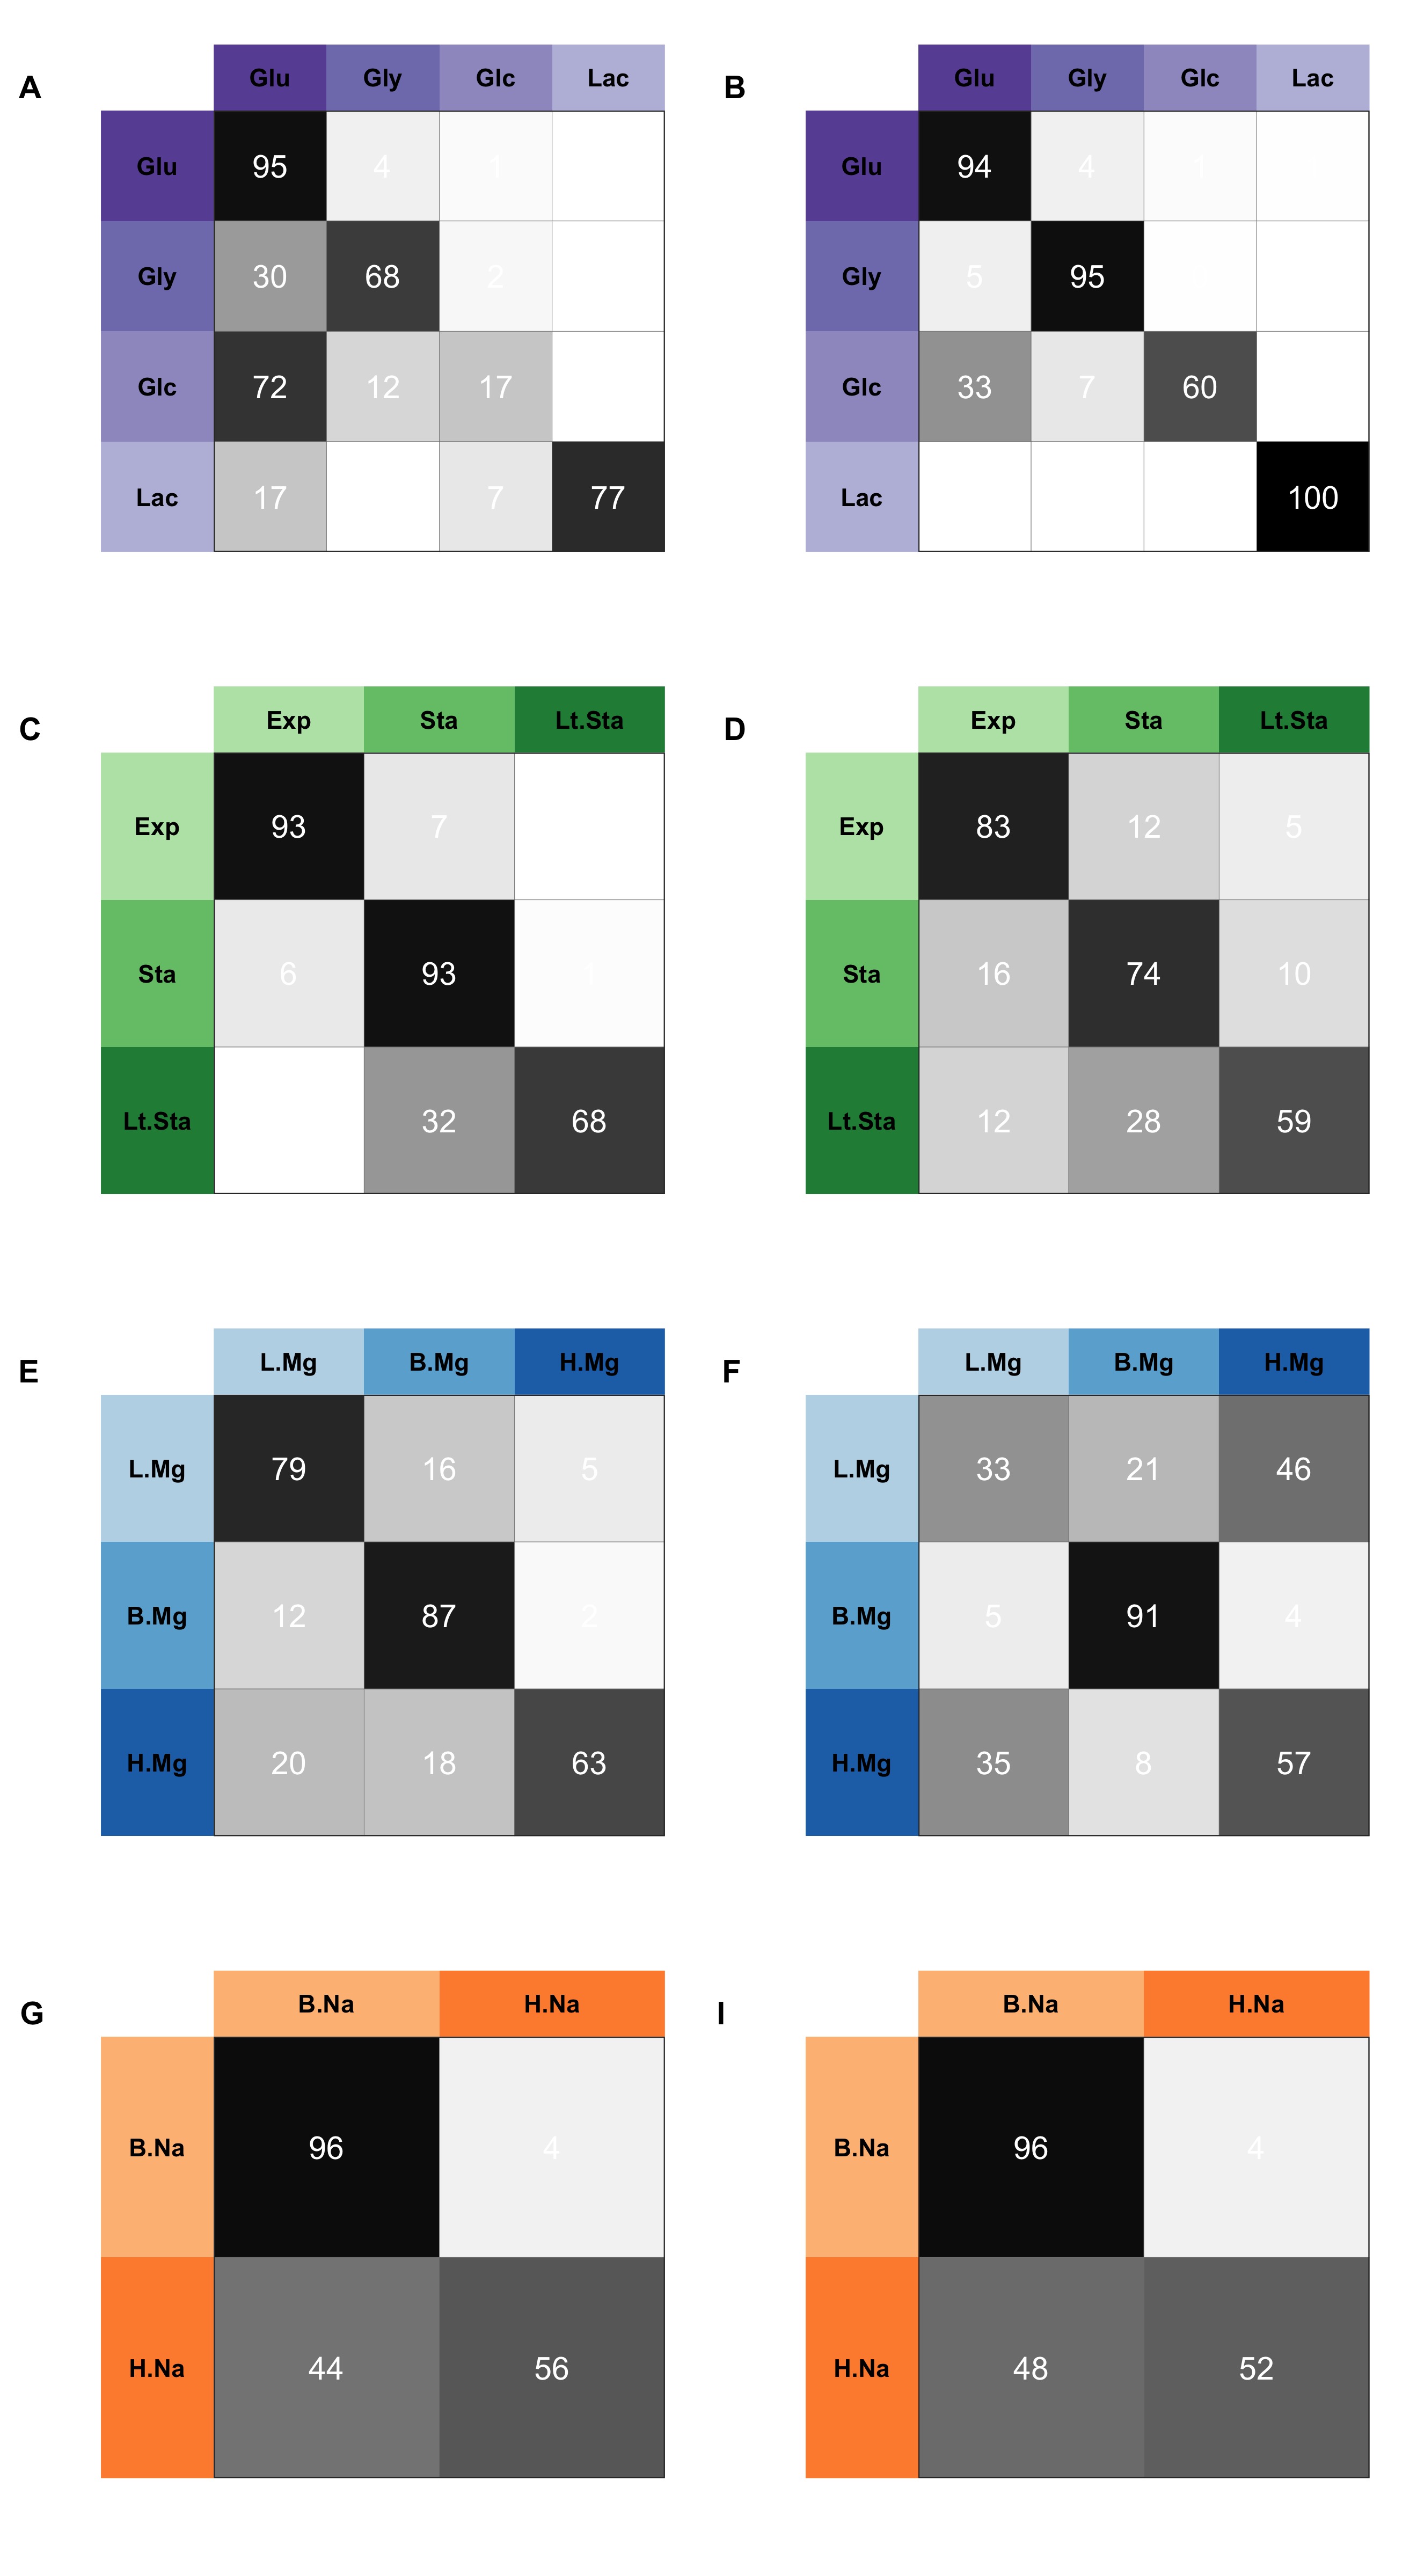 A
Glu Gly Glc Lac
Glu 95 4 1
Gly 30 68 2
Glc 72 12 17
Lac 17 7 77
B
Glu Gly Glc Lac
Glu 94 4 1
Gly 5 95
Glc 33 7 60
Lac 100
C
Exp Sta Lt.Sta
Exp 93 7
Sta 6 93 1
Lt.Sta 32 68
D
Exp Sta Lt.Sta
Exp 83 12 5
Sta 16 74 10
Lt.Sta 12 28 59
E
L.Mg B.Mg H.Mg
L.Mg 79 16 5
B.Mg 12 87 2
H.Mg 20 18 63
F
L.Mg B.Mg H.Mg
L.Mg 33 21 46
B.Mg 5 91 4
H.Mg 35 8 57
G
B.Na H.Na
B.Na 96 4
H.Na 44 56
I
B.Na H.Na
B.Na 96 4
H.Na 48 52